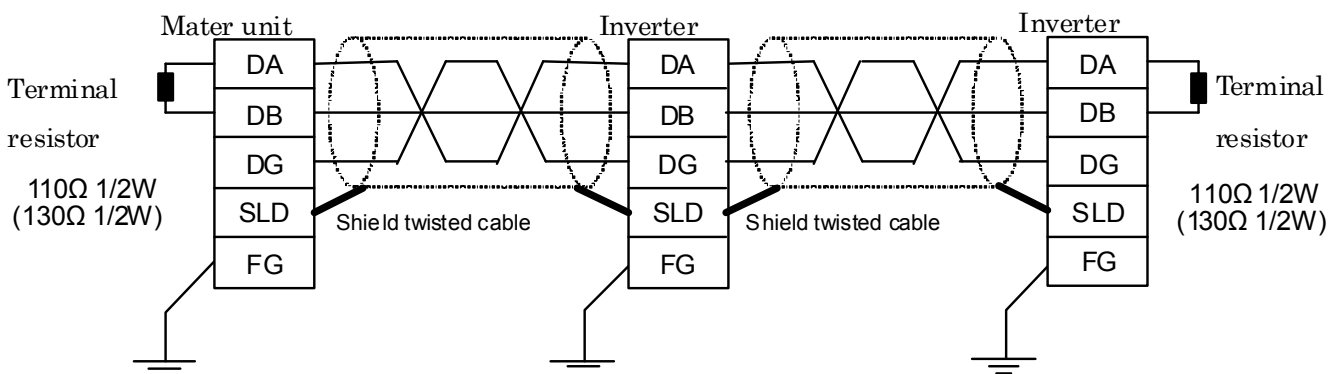 Mater unit
Inverter
Inverter
Terminal
resistor
110Ω 1/2W
(130Ω 1/2W)
DA
DB
DG
SLD
FG
Shield twisted cable
DA
DB
DG
SLD
FG
Shield twisted cable
DA
DB
DG
SLD
FG
Terminal
resistor
110Ω 1/2W
(130Ω 1/2W)